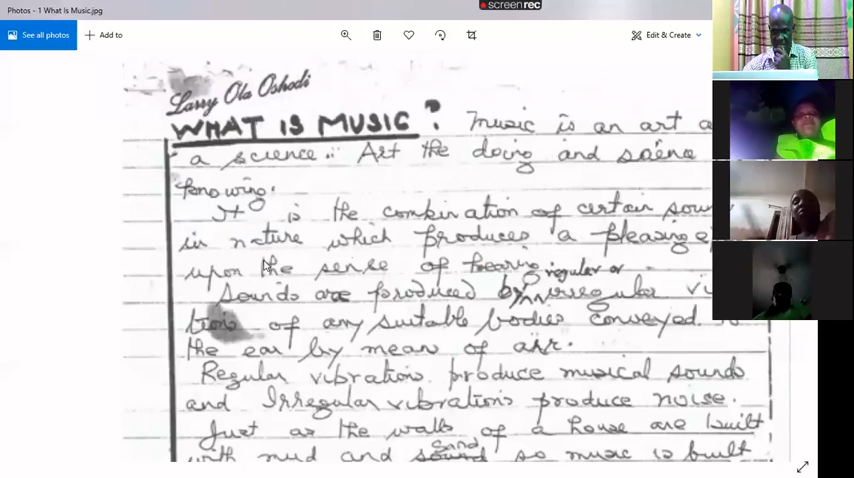 Photos - 1 What Is Music.jpg
screenrec
See all photos
Add to
Edit & Create
Larry Ola Oshodi
WHAT IS MUSIC? Music is an art a
a science. Art the doing and science
knowing.
It is the combination of certain soun
in nature which produces a pleasing e
upon the sense of hearing
regular or
Sounds are produced by irregular vi
tions of any suitable bodies conveyed
the ear by mean of air.
Regular vibrations produce musical sounds
and Irregular vibrations produce noise.
Just as the walls of a house are built
sand
with mud and sound so music is built